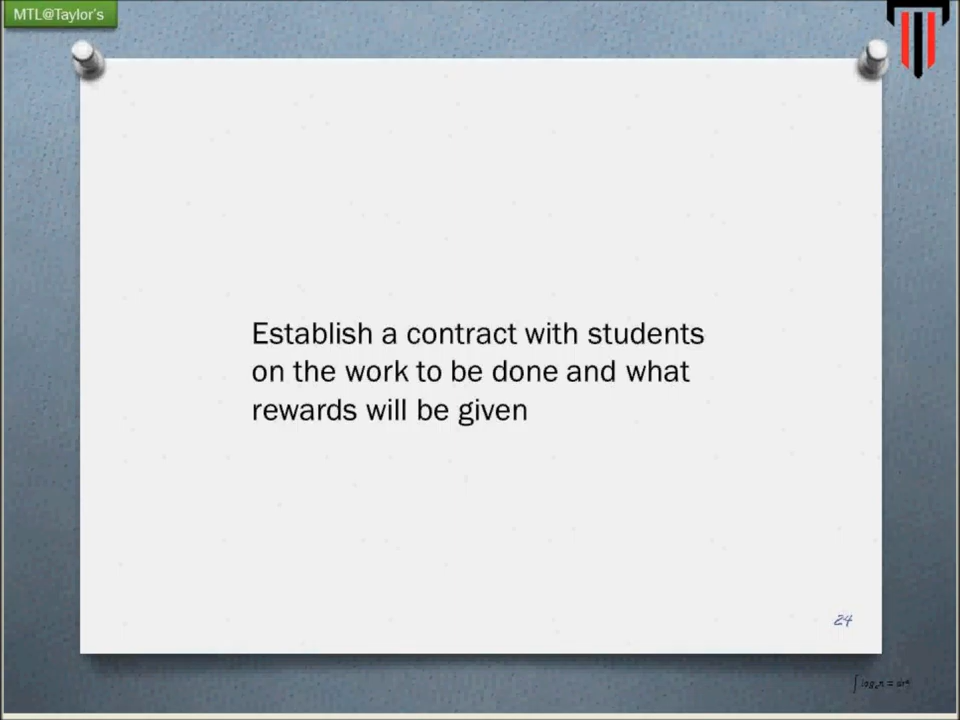 MTL@Taylor's
Establish a contract with students
on the work to be done and what
rewards will be given
24